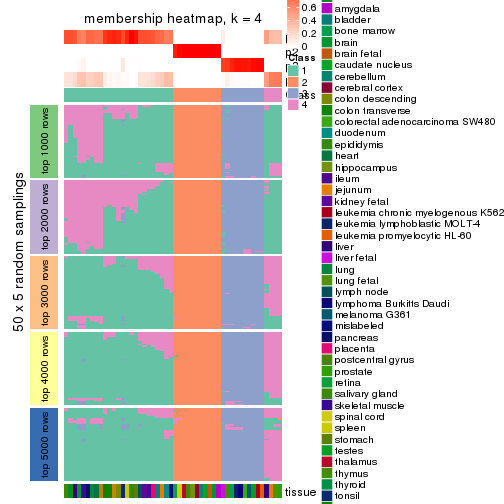 membership heatmap, k = 4
50 x 5 random samplings
top 1000 rows
top 2000 rows
top 3000 rows
top 4000 rows
top 5000 rows
0.6
0.4
0.2
0
Class
1
2
3
4
tissue
amygdala
bladder
bone marrow
brain
brain fetal
caudate nucleus
cerebellum
cerebral cortex
colon descending
colon transverse
colorectal adenocarcinoma SW480
duodenum
epididymis
heart
hippocampus
ileum
jejunum
kidney fetal
leukemia chronic myelogenous K562
leukemia lymphoblastic MOLT-4
leukemia promyelocytic HL-60
liver
liver fetal
lung
lung fetal
lymph node
lymphoma Burkitts Daudi
melanoma G361
mislabeled
pancreas
placenta
postcentral gyrus
prostate
retina
salivary gland
skeletal muscle
spinal cord
spleen
stomach
testes
thalamus
thymus
thyroid
tonsil